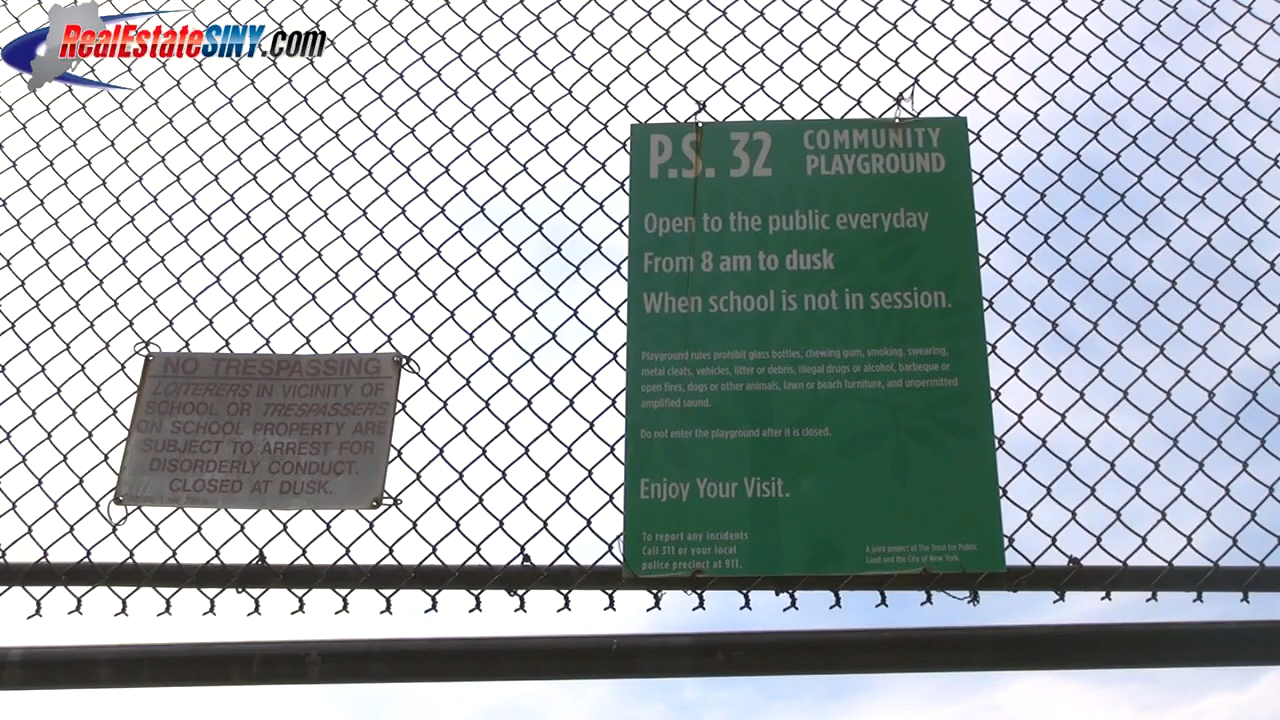 RealEstateSINY.com
P.S. 32
COMMUNITY
PLAYGROUND
Open to the public everyday
From 8 am to dusk
When school is not in session.
Playground rules prohibit glass bottles, chewing gum, smoking, swearing,
metal cleats, vehicles, litter or debris, illegal drugs or alcohol, barbeque or
open fires, dogs or other animals, lawn or beach furniture, and unpermitted
amplified sound.
Do not enter the playground after it is closed.
Enjoy Your Visit.
To report any incidents
Call 311 or your local
police precinct at 911.
A joint project of The Trust for Public
Land and the City of New York.
NO TRESPASSING
LOITERERS IN VICINITY OF
SCHOOL OR TRESPASSERS
ON SCHOOL PROPERTY ARE
SUBJECT TO ARREST FOR
DISORDERLY CONDUCT.
CLOSED AT DUSK.